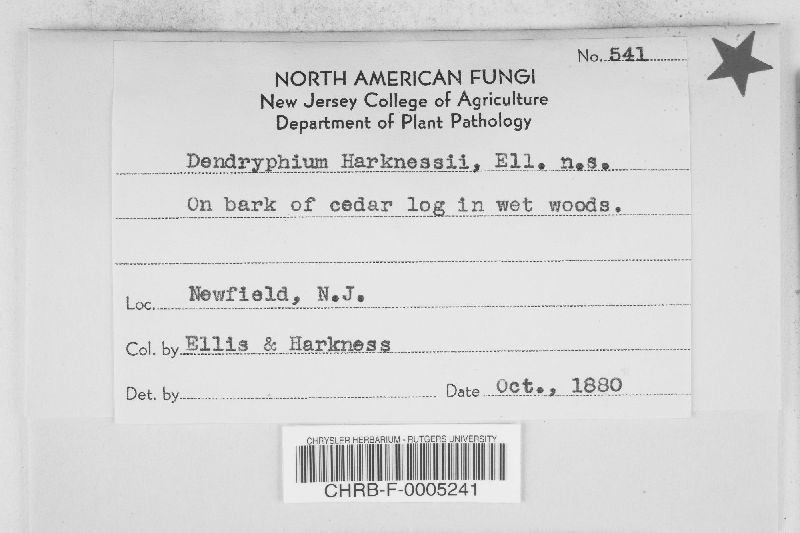 No. 541
NORTH AMERICAN FUNGI
New Jersey College of Agriculture
Department of Plant Pathology
Dendryphium Harknessii, Ell. n.s.
On bark of cedar log in wet woods.
Loc. Newfield, N.J.
Col. by Ellis & Harkness
Det. by Date Oct., 1880
CHRYSLER HERBARIUM - RUTGERS UNIVERSITY
CHRB-F-0005241